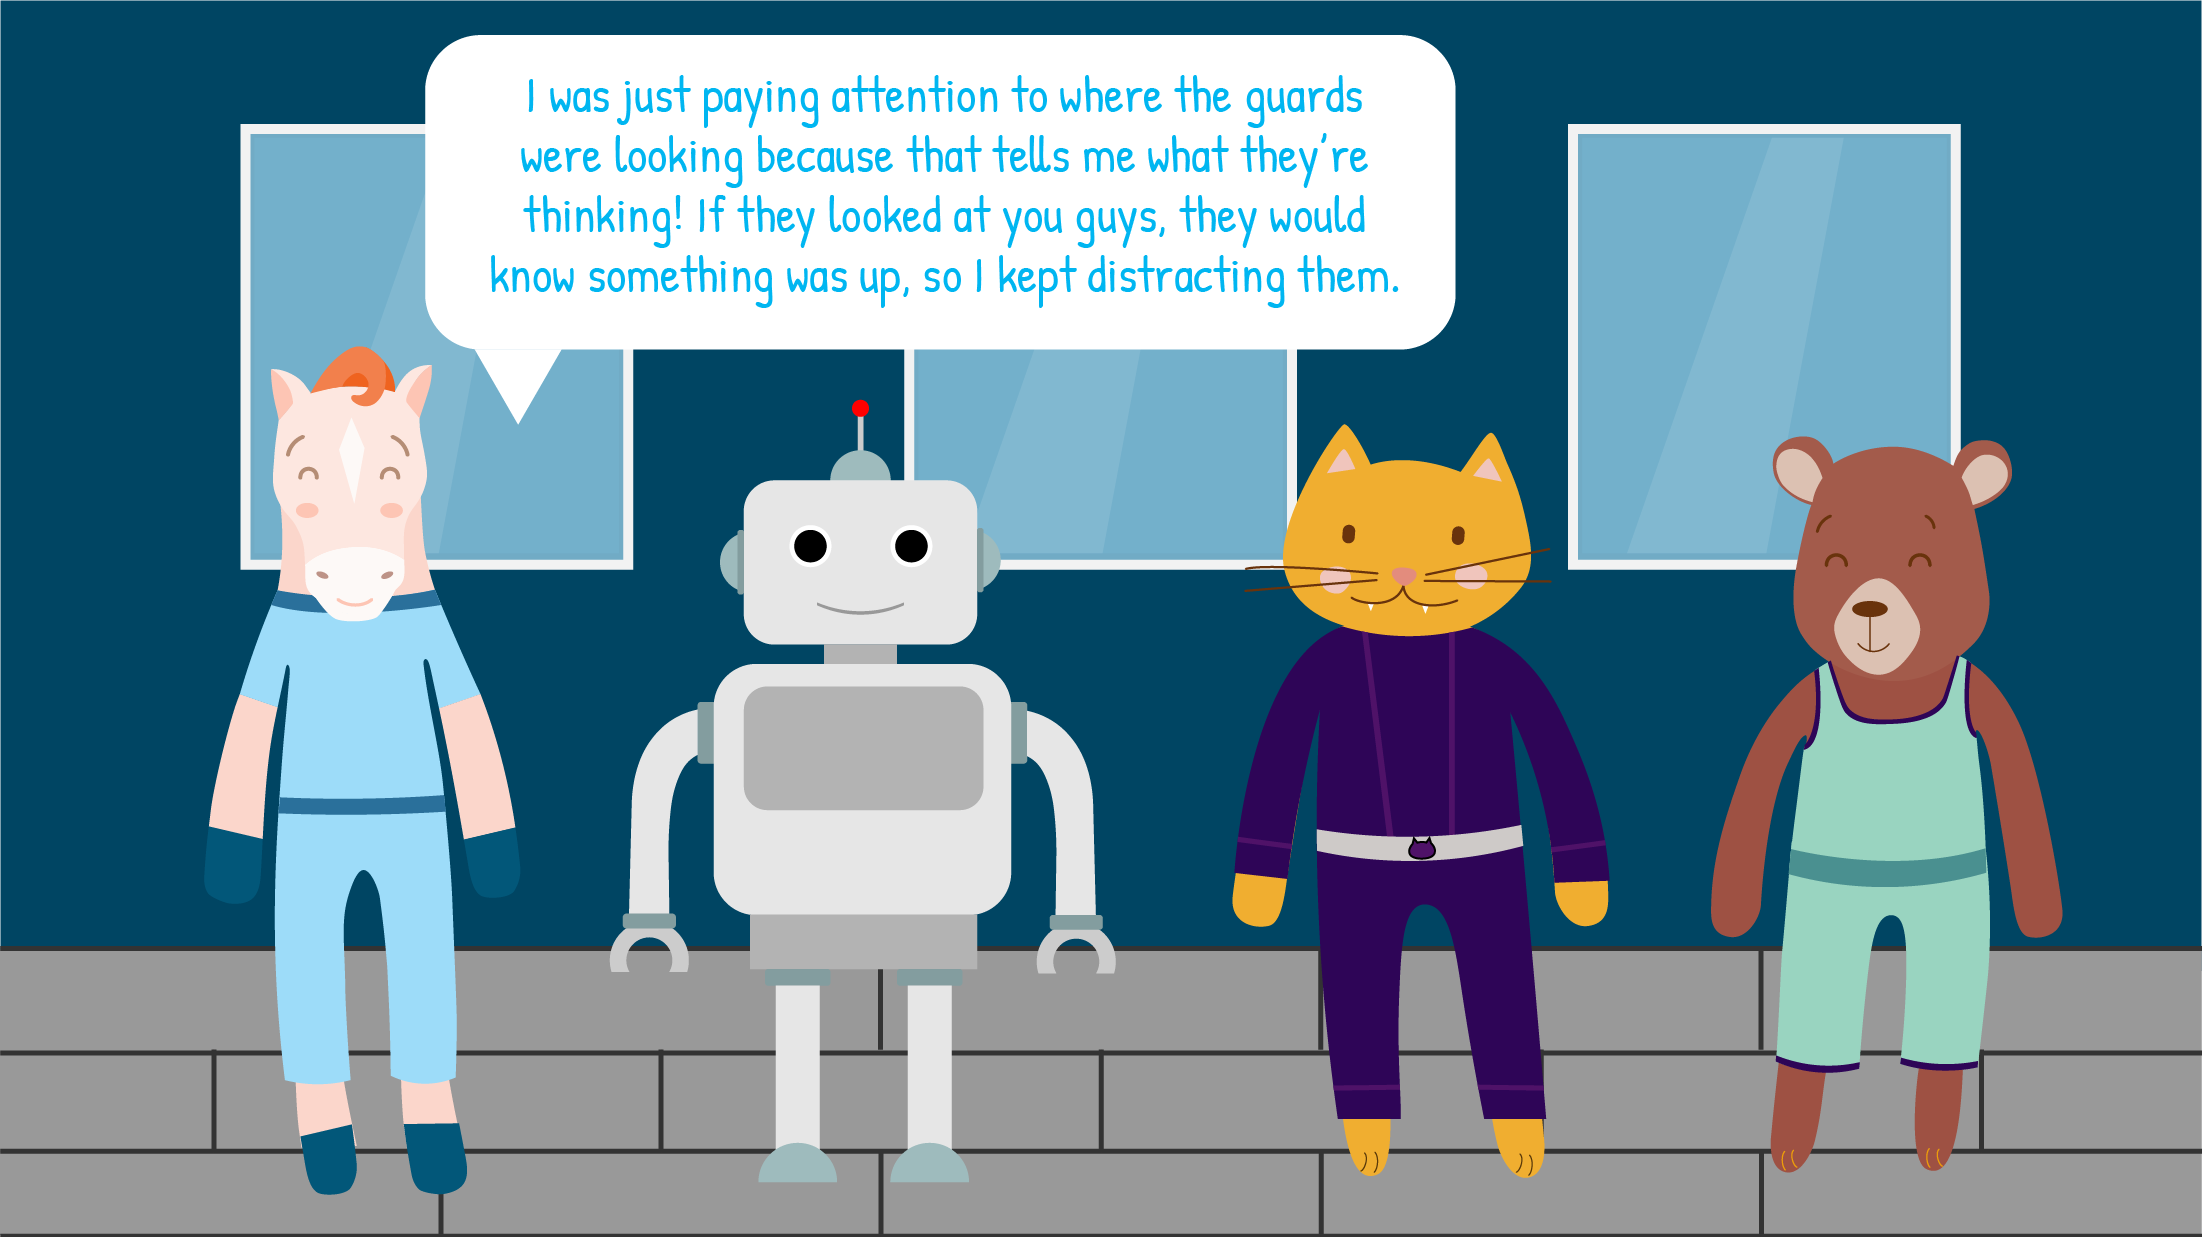 I was just paying attention to where the guards
were looking because that tells me what they’re
thinking! If they looked at you guys, they would
know something was up, so I kept distracting them.